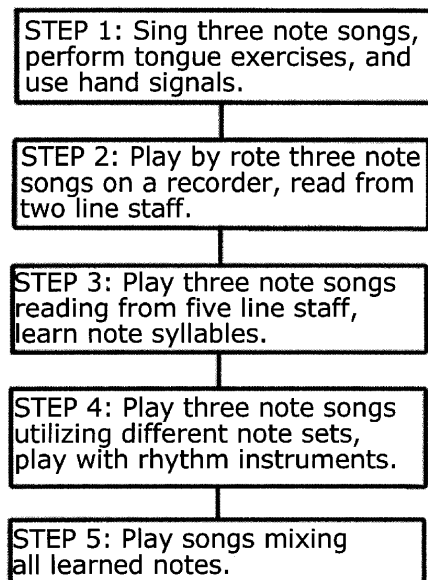 STEP 1: Sing three note songs,
perform tongue exercises, and
use hand signals.
STEP 2: Play by rote three note
songs on a recorder, read from
two line staff.
STEP 3: Play three note songs
reading from five line staff,
learn note syllables.
STEP 4: Play three note songs
utilizing different note sets,
play with rhythm instruments.
STEP 5: Play songs mixing
all learned notes.